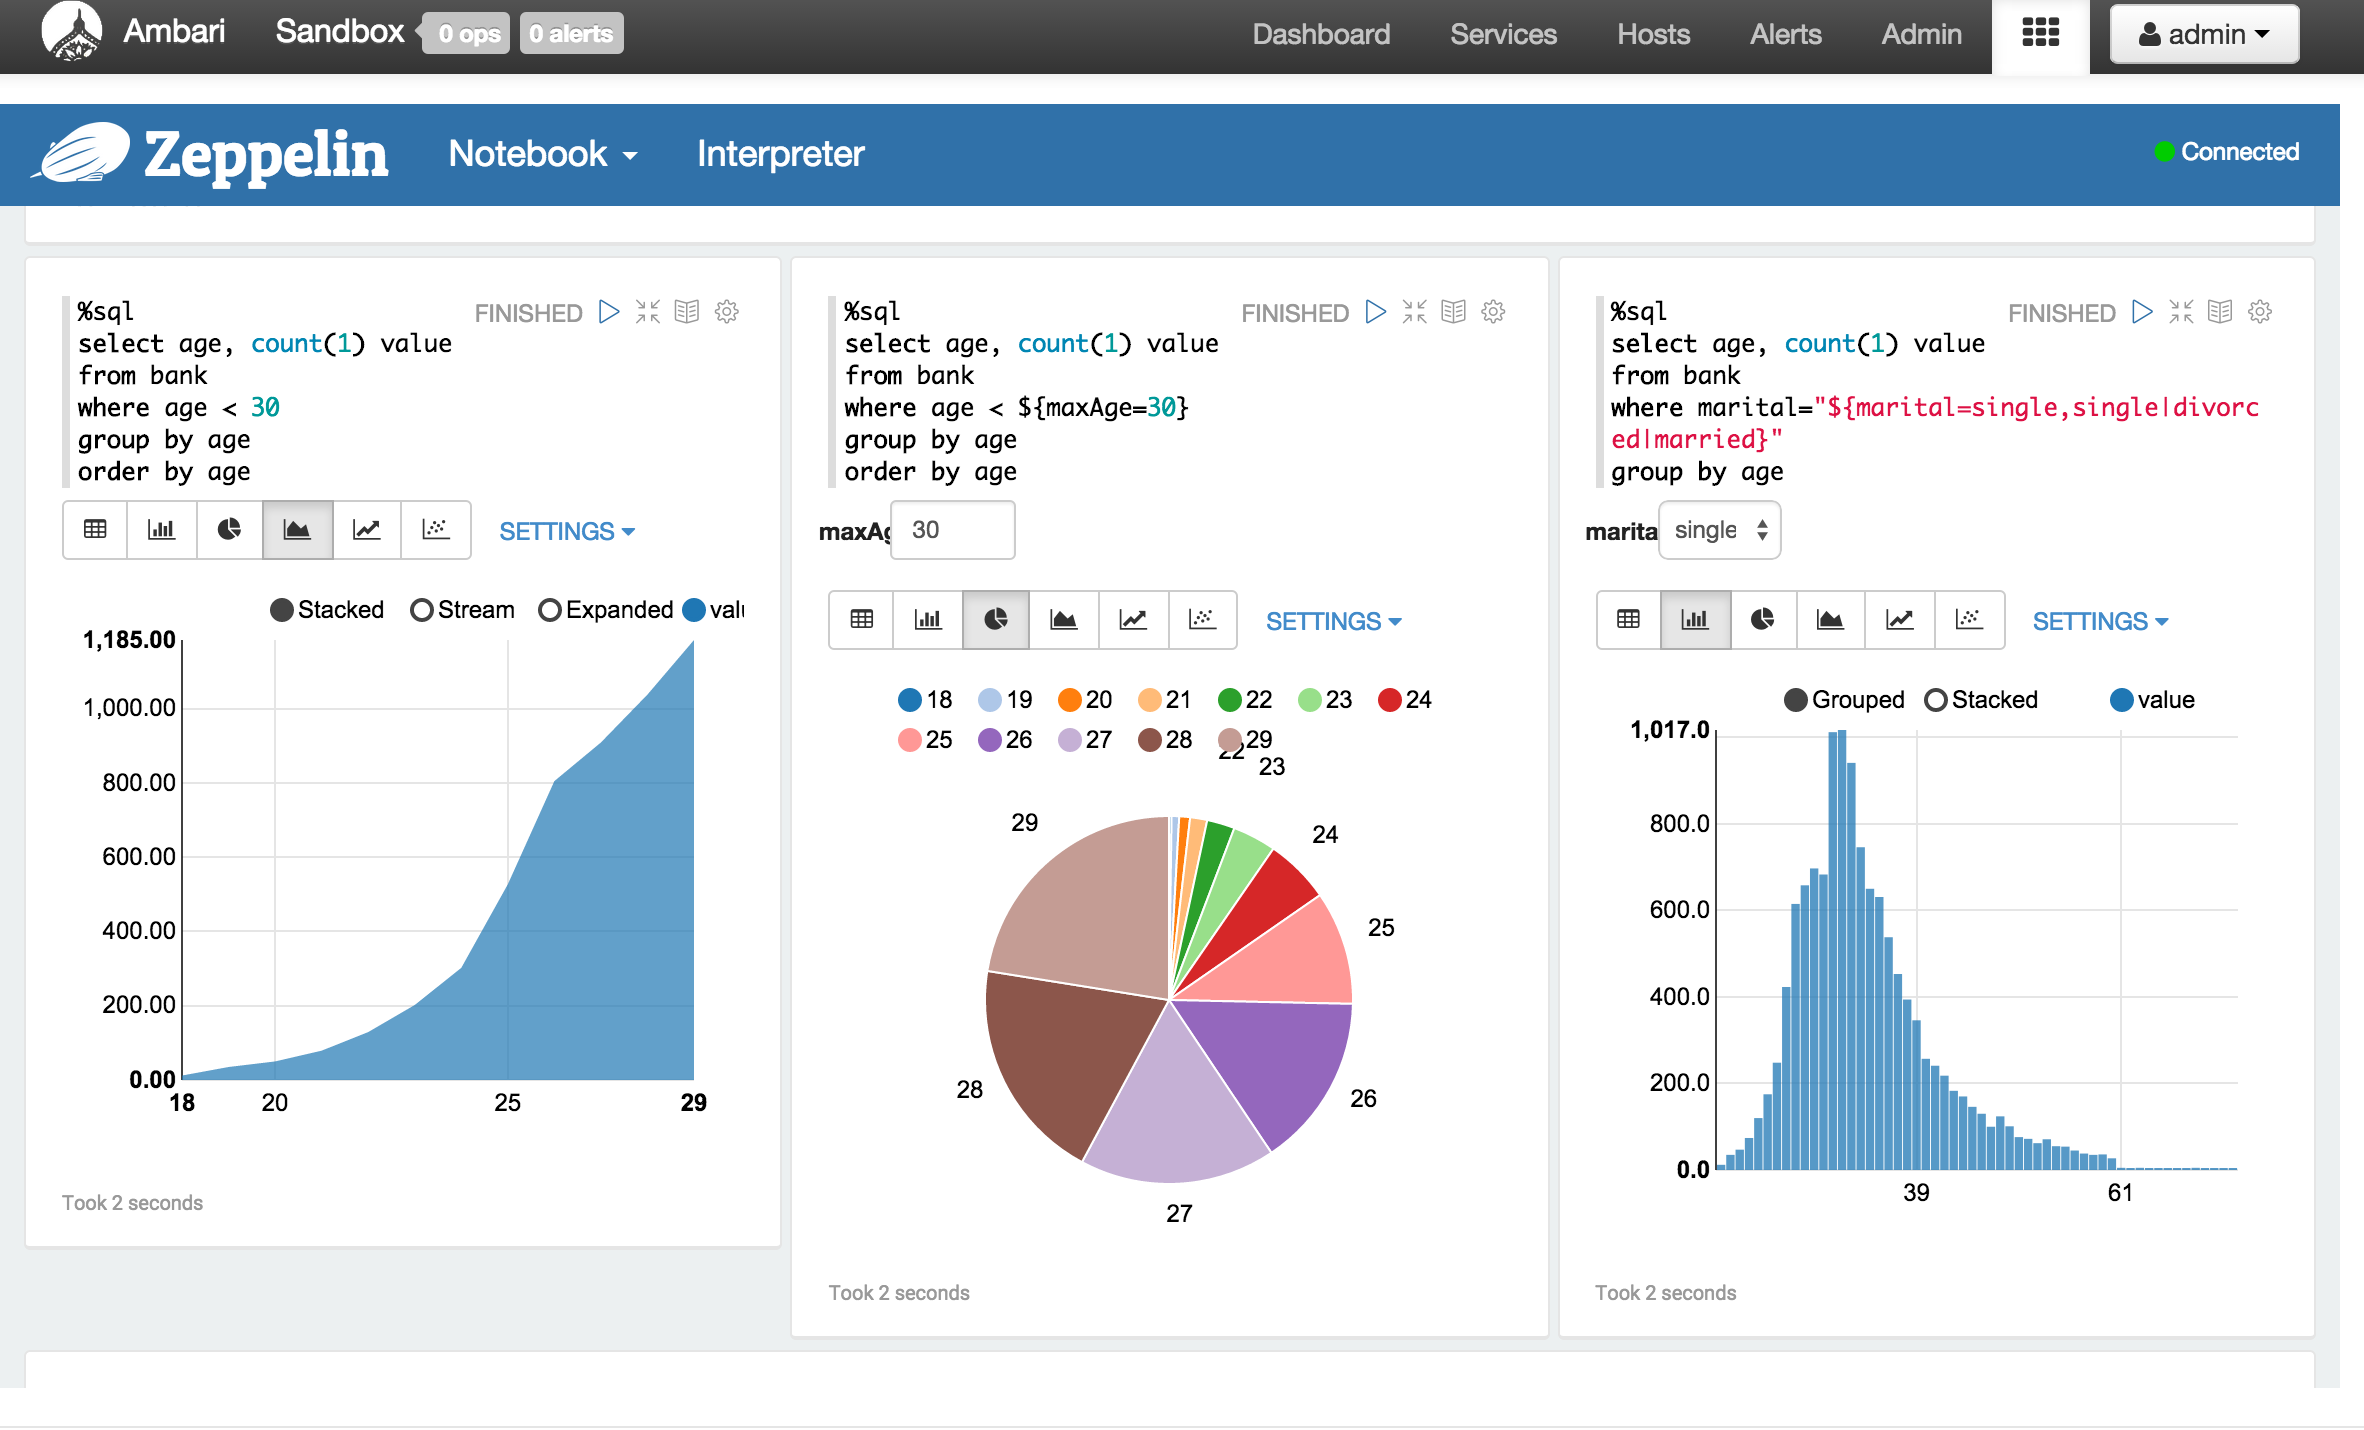 Ambari Sandbox 0 ops 0 alerts Dashboard Services Hosts Alerts Admin admin
Zeppelin Notebook Interpreter Connected
%sql FINISHED
select age, count(1) value
from bank
where age < 30
group by age
order by age
SETTINGS
Stacked Stream Expanded valu
1,185.00
1,000.00
800.00
600.00
400.00
200.00
0.00
18 20 25 29
Took 2 seconds
%sql FINISHED
select age, count(1) value
from bank
where age < ${maxAge=30}
group by age
order by age
maxAg 30
SETTINGS
18 19 20 21 22 23 24
25 26 27 28 29
22
23
29
24
25
28
26
27
Took 2 seconds
%sql FINISHED
select age, count(1) value
from bank
where marital="${marital=single,single|divorc
ed|married}"
group by age
marita single
SETTINGS
Grouped Stacked value
1,017.0
800.0
600.0
400.0
200.0
0.0
39 61
Took 2 seconds